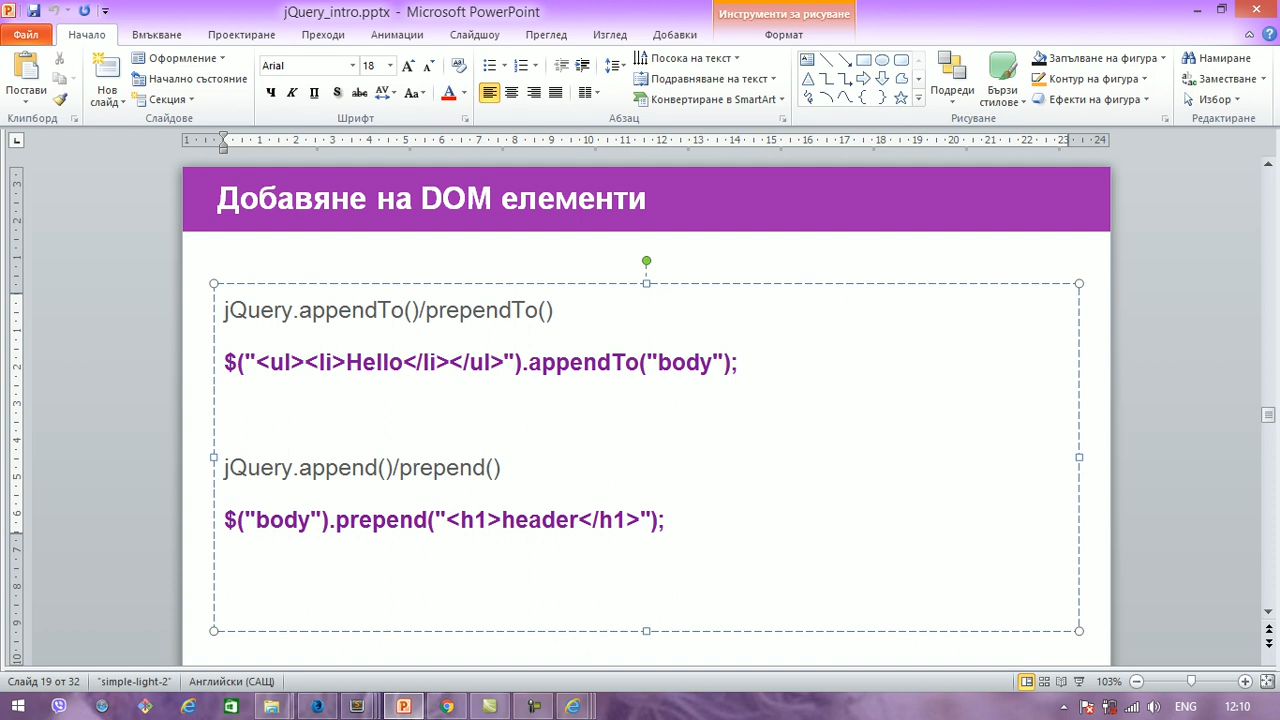 jQuery_intro.pptx - Microsoft PowerPoint
Инструменти за рисуване
Файл Начало Вмъкване Проектиране Преходи Анимации Слайдшоу Преглед Изглед Добавки Формат
Постави
Нов слайд
Оформление
Начално състояние
Секция
Arial 18
Посока на текст
Подравняване на текст
Конвертиране в SmartArt
Подреди
Бързи стилове
Запълване на фигура
Контур на фигура
Ефекти на фигура
Намиране
Заместване
Избор
Клипборд Слайдове Шрифт Абзац Рисуване Редактиране
Добавяне на DOM елементи
jQuery.appendTo()/prependTo()
$("<ul><li>Hello</li></ul>").appendTo("body");
jQuery.append()/prepend()
$("body").prepend("<h1>header</h1>");
Слайд 19 от 32 "simple-light-2" Английски (САЩ) 103%
ENG 12:10